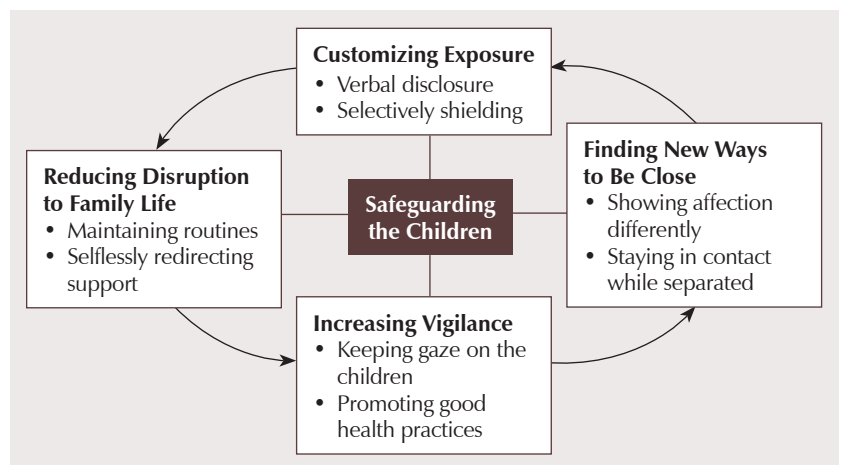 Customizing Exposure
• Verbal disclosure
• Selectively shielding
Reducing Disruption
to Family Life
• Maintaining routines
• Selflessly redirecting
support
Safeguarding
the Children
Finding New Ways
to Be Close
• Showing affection
differently
• Staying in contact
while separated
Increasing Vigilance
• Keeping gaze on the
children
• Promoting good
health practices